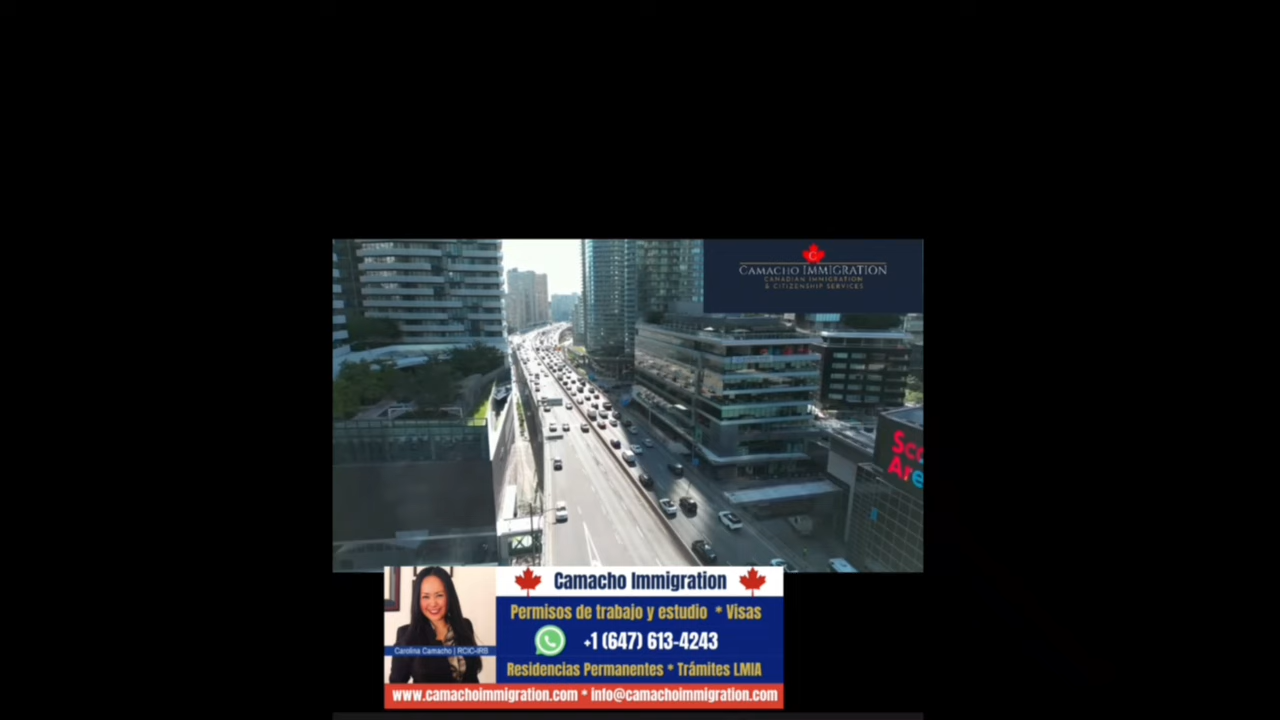 C
CAMACHO IMMIGRATION
CANADIAN IMMIGRATION
& CITIZENSHIP SERVICES
Camacho Immigration
Permisos de trabajo y estudio * Visas
+1 (647) 613-4243
Carolina Camacho | RCIC-IRB
Residencias Permanentes * Trámites LMIA
www.camachoimmigration.com * info@camachoimmigration.com